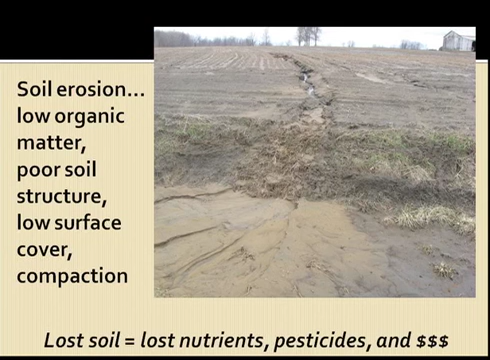 Soil erosion...
low organic
matter,
poor soil
structure,
low surface
cover,
compaction
Lost soil = lost nutrients, pesticides, and $$$